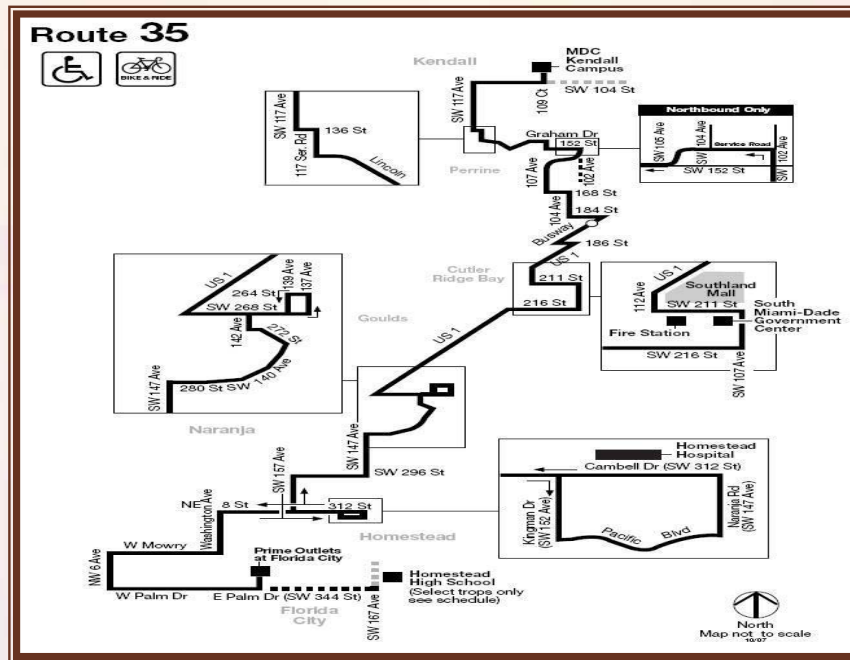 Route 35
BIKE & RIDE
Kendall
MDC
Kendall
Campus
SW 117 Ave
109 Ct
SW 104 St
SW 117 Ave
136 St
117 Ser. Rd
Lincoln
Perrine
Graham Dr
152 St
107 Ave
102 Ave
Northbound Only
SW 105 Ave
SW 104 Ave
Service Road
SW 102 Ave
SW 152 St
168 St
104 Ave
184 St
Busway
186 St
US 1
Cutler
Ridge Bay
211 St
216 St
US 1
Southland
Mall
112 Ave
SW 211 St
South
Miami-Dade
Government
Center
Fire Station
SW 216 St
SW 107 Ave
US 1
139 Ave
137 Ave
264 St
SW 268 St
142 Ave
272 St
SW 140 Ave
280 St
SW 147 Ave
Goulds
US 1
Naranja
SW 147 Ave
SW 157 Ave
SW 296 St
NE 8 St
312 St
Washington Ave
Homestead
Homestead
Hospital
Cambell Dr (SW 312 St)
Kingman Dr
(SW 152 Ave)
Pacific Blvd
Naranja Rd
(SW 147 Ave)
W Mowry
NW 6 Ave
Prime Outlets
at Florida City
W Palm Dr
E Palm Dr (SW 344 St)
Florida
City
SW 167 Ave
Homestead
High School
(Select trops only
see schedule)
North
Map not to scale
10/07